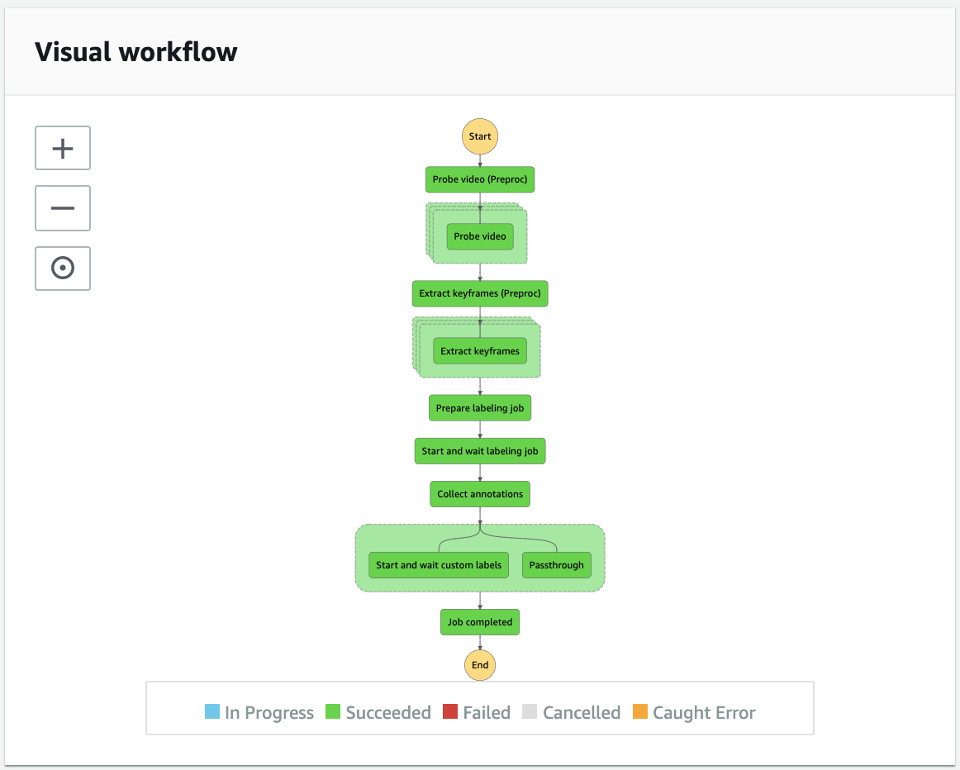 Visual workflow
Start
Probe video (Preproc)
Probe video
Extract keyframes (Preproc)
Extract keyframes
Prepare labeling job
Start and wait labeling job
Collect annotations
Start and wait custom labels
Passthrough
Job completed
End
In Progress
Succeeded
Failed
Cancelled
Caught Error